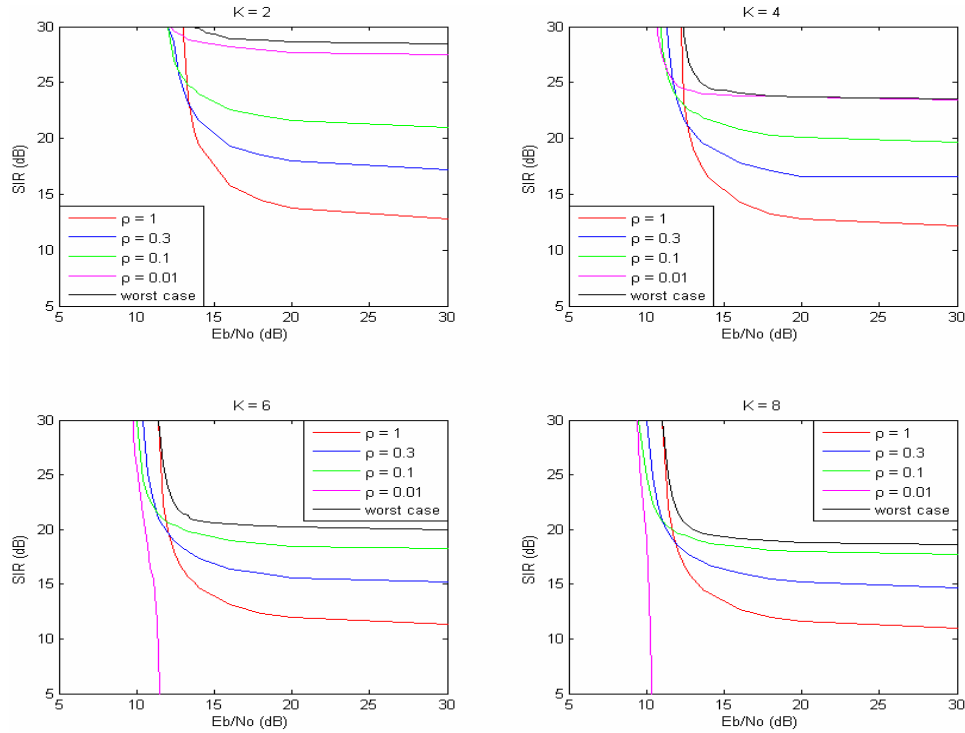 K = 2
30
25
20
15
10
5
SIR (dB)
ρ = 1
ρ = 0.3
ρ = 0.1
ρ = 0.01
worst case
5 10 15 20 25 30
Eb/No (dB)
K = 4
30
25
20
15
10
5
SIR (dB)
ρ = 1
ρ = 0.3
ρ = 0.1
ρ = 0.01
worst case
5 10 15 20 25 30
Eb/No (dB)
K = 6
30
25
20
15
10
5
SIR (dB)
ρ = 1
ρ = 0.3
ρ = 0.1
ρ = 0.01
worst case
5 10 15 20 25 30
Eb/No (dB)
K = 8
30
25
20
15
10
5
SIR (dB)
ρ = 1
ρ = 0.3
ρ = 0.1
ρ = 0.01
worst case
5 10 15 20 25 30
Eb/No (dB)